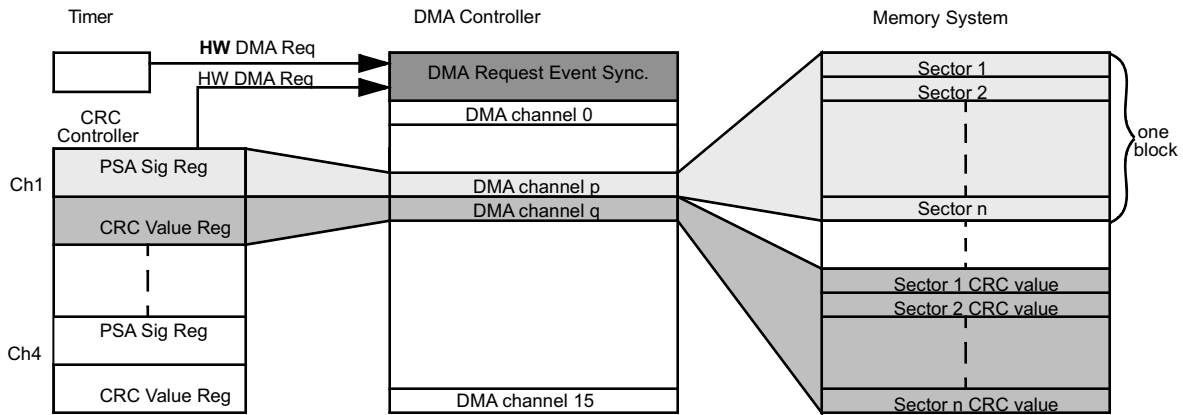 Timer
DMA Controller
Memory System
HW DMA Req
HW DMA Req
DMA Request Event Sync.
DMA channel 0
CRC
Controller
Ch1
PSA Sig Reg
CRC Value Reg
DMA channel p
DMA channel q
PSA Sig Reg
Ch4
CRC Value Reg
DMA channel 15
Sector 1
Sector 2
Sector n
one
block
Sector 1 CRC value
Sector 2 CRC value
Sector n CRC value